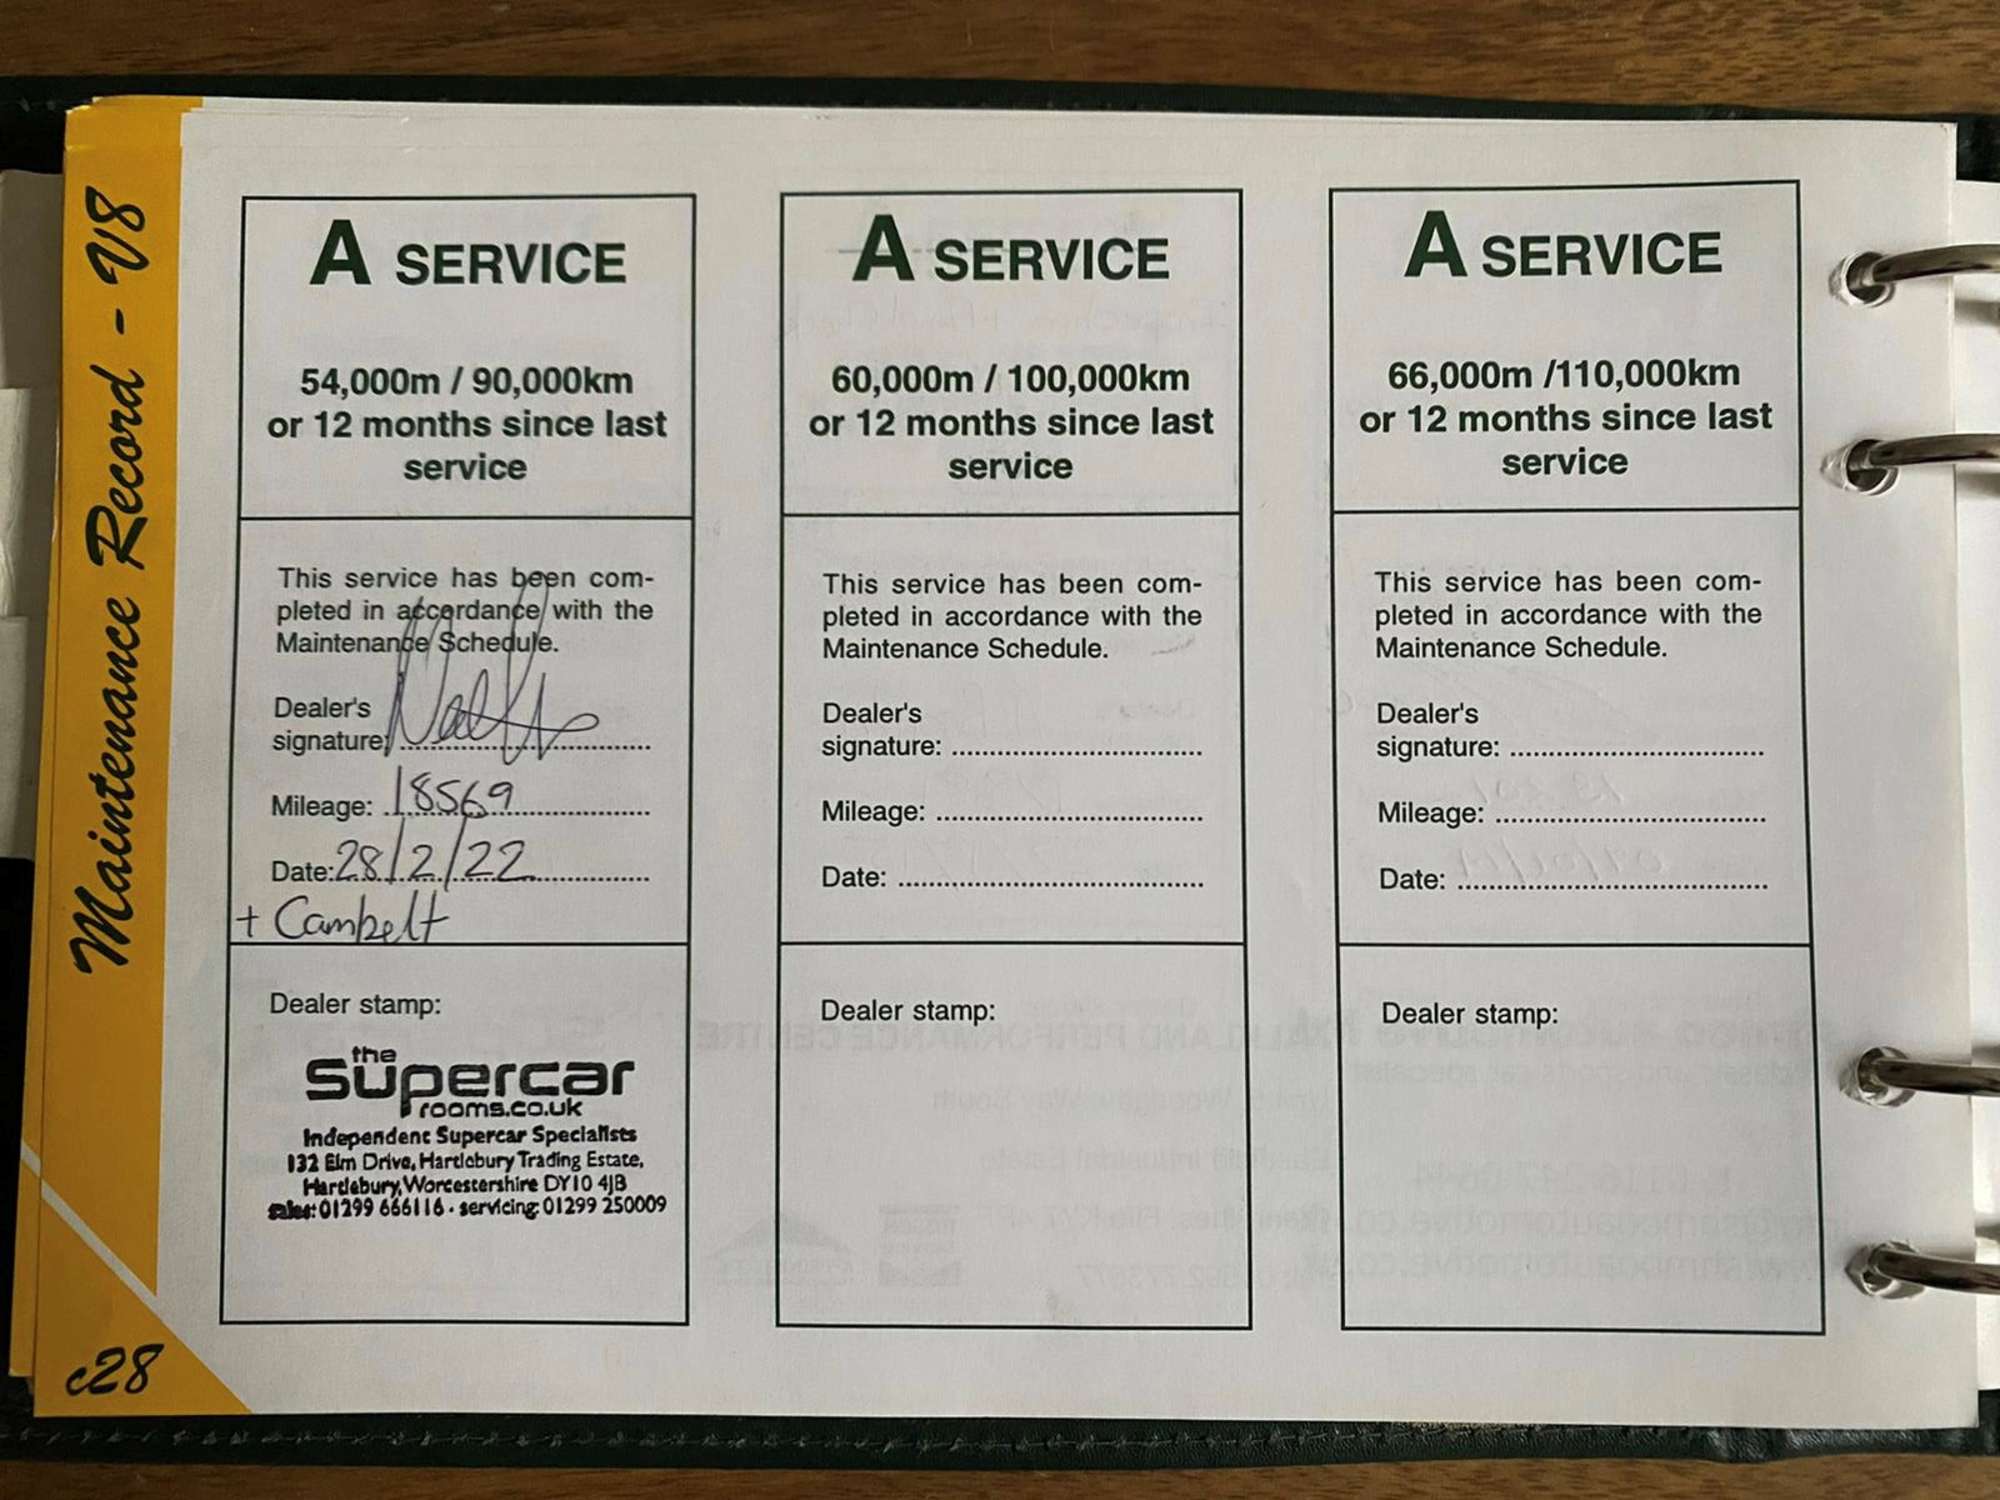 Maintenance Record - V8
A SERVICE
54,000m / 90,000km
or 12 months since last
service
This service has been com-
pleted in accordance with the
Maintenance Schedule.
Dealer's
signature:
Mileage: 18569
Date: 28/2/22
+ Cambelt
Dealer stamp:
the
supercar
rooms.co.uk
Independent Supercar Specialists
132 Elm Drive, Hartlebury Trading Estate,
Hartlebury, Worcestershire DY10 4JB
sales: 01299 666116 - servicing: 01299 250009
A SERVICE
60,000m / 100,000km
or 12 months since last
service
This service has been com-
pleted in accordance with the
Maintenance Schedule.
Dealer's
signature:
Mileage:
Date:
Dealer stamp:
A SERVICE
66,000m /110,000km
or 12 months since last
service
This service has been com-
pleted in accordance with the
Maintenance Schedule.
Dealer's
signature:
Mileage:
Date:
Dealer stamp:
c28